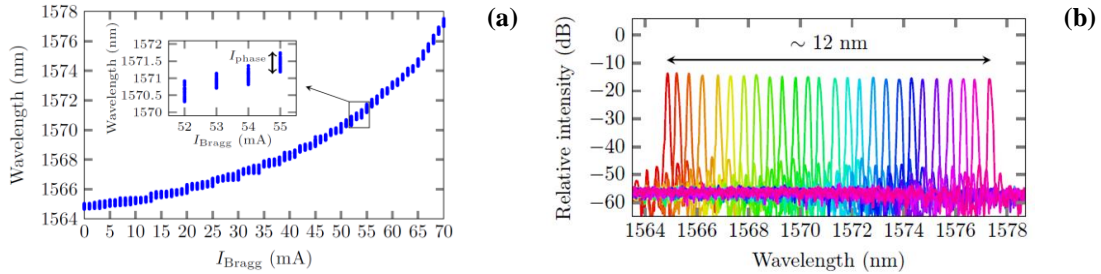 (a)
1578
1576
1574
1572
1570
1568
1566
1564
Wavelength (nm)
0 5 10 15 20 25 30 35 40 45 50 55 60 65 70
I_Bragg (mA)
1572
1571.5
1571
1570.5
1570
Wavelength (nm)
I_phase
52 53 54 55
I_Bragg (mA)
(b)
0
−10
−20
−30
−40
−50
−60
Relative intensity (dB)
∼ 12 nm
1564 1566 1568 1570 1572 1574 1576 1578
Wavelength (nm)